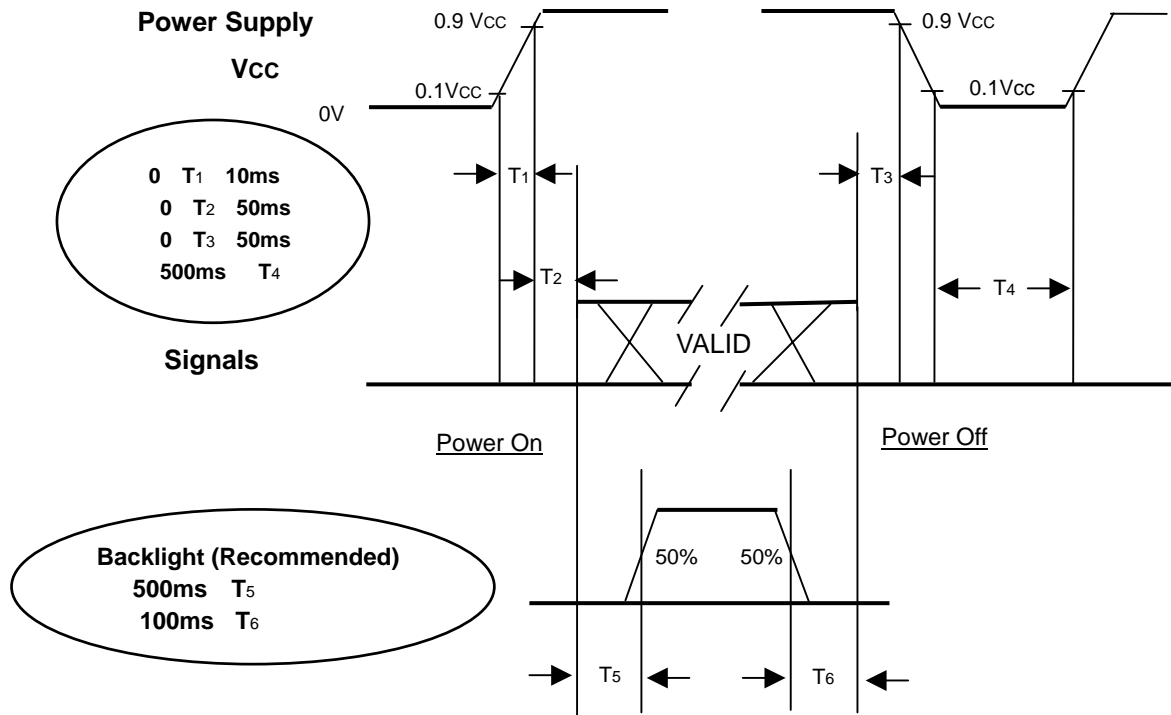 Power Supply
VCC
0V
0.1VCC
0.9 VCC
0.9 VCC
0.1Vcc
0 T1 10ms
0 T2 50ms
0 T3 50ms
500ms T4
T1
T2
T3
T4
Signals
VALID
Power On
Power Off
Backlight (Recommended)
500ms T5
100ms T6
50%
50%
T5
T6